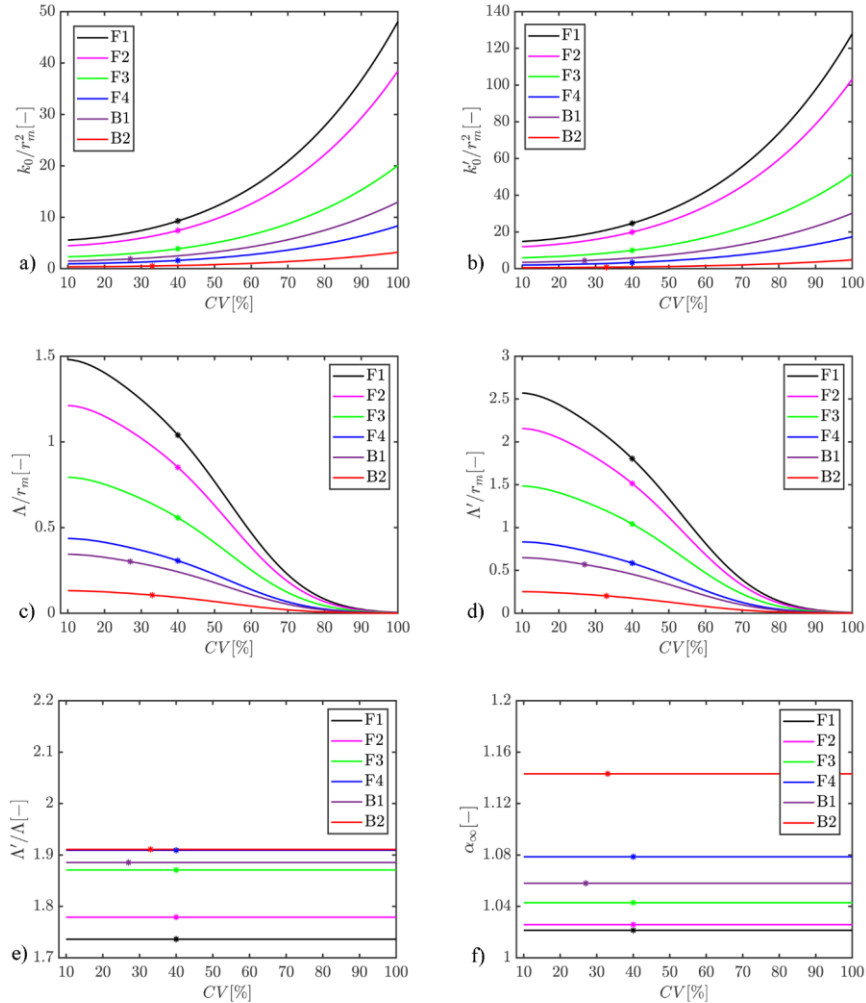 50
40
30
20
10
0
k₀/r²ₘ[−]
F1
F2
F3
F4
B1
B2
a)
10 20 30 40 50 60 70 80 90 100
CV[%]
140
120
100
80
60
40
20
0
k′₀/r²ₘ[−]
F1
F2
F3
F4
B1
B2
b)
10 20 30 40 50 60 70 80 90 100
CV[%]
1.5
1
0.5
0
Λ/rₘ[−]
F1
F2
F3
F4
B1
B2
c)
10 20 30 40 50 60 70 80 90 100
CV[%]
3
2.5
2
1.5
1
0.5
0
Λ′/rₘ[−]
F1
F2
F3
F4
B1
B2
d)
10 20 30 40 50 60 70 80 90 100
CV[%]
2.2
2.1
2
1.9
1.8
1.7
Λ′/Λ[−]
F1
F2
F3
F4
B1
B2
e)
10 20 30 40 50 60 70 80 90 100
CV[%]
1.2
1.16
1.12
1.08
1.04
1
α∞[−]
F1
F2
F3
F4
B1
B2
f)
10 20 30 40 50 60 70 80 90 100
CV[%]